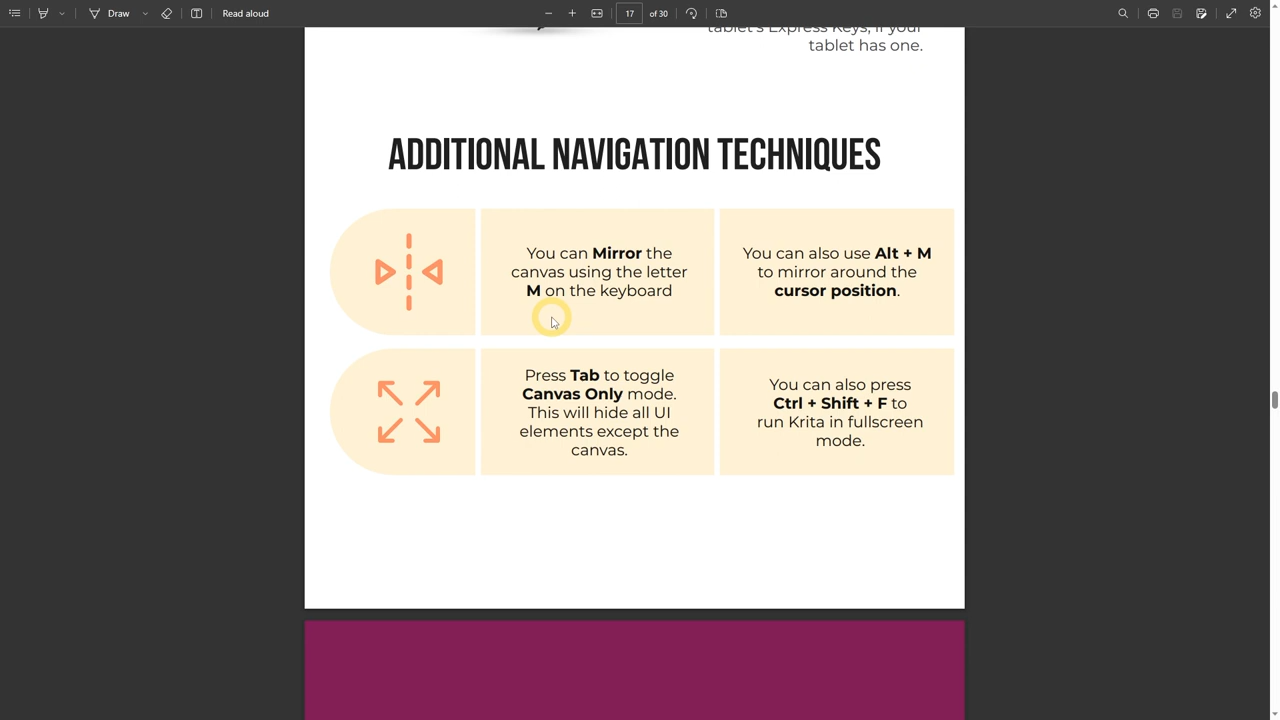 Draw
Read aloud
17
of 30
tablet's Express Keys, if your
tablet has one.
ADDITIONAL NAVIGATION TECHNIQUES
You can Mirror the
canvas using the letter
M on the keyboard
You can also use Alt + M
to mirror around the
cursor position.
Press Tab to toggle
Canvas Only mode.
This will hide all UI
elements except the
canvas.
You can also press
Ctrl + Shift + F to
run Krita in fullscreen
mode.